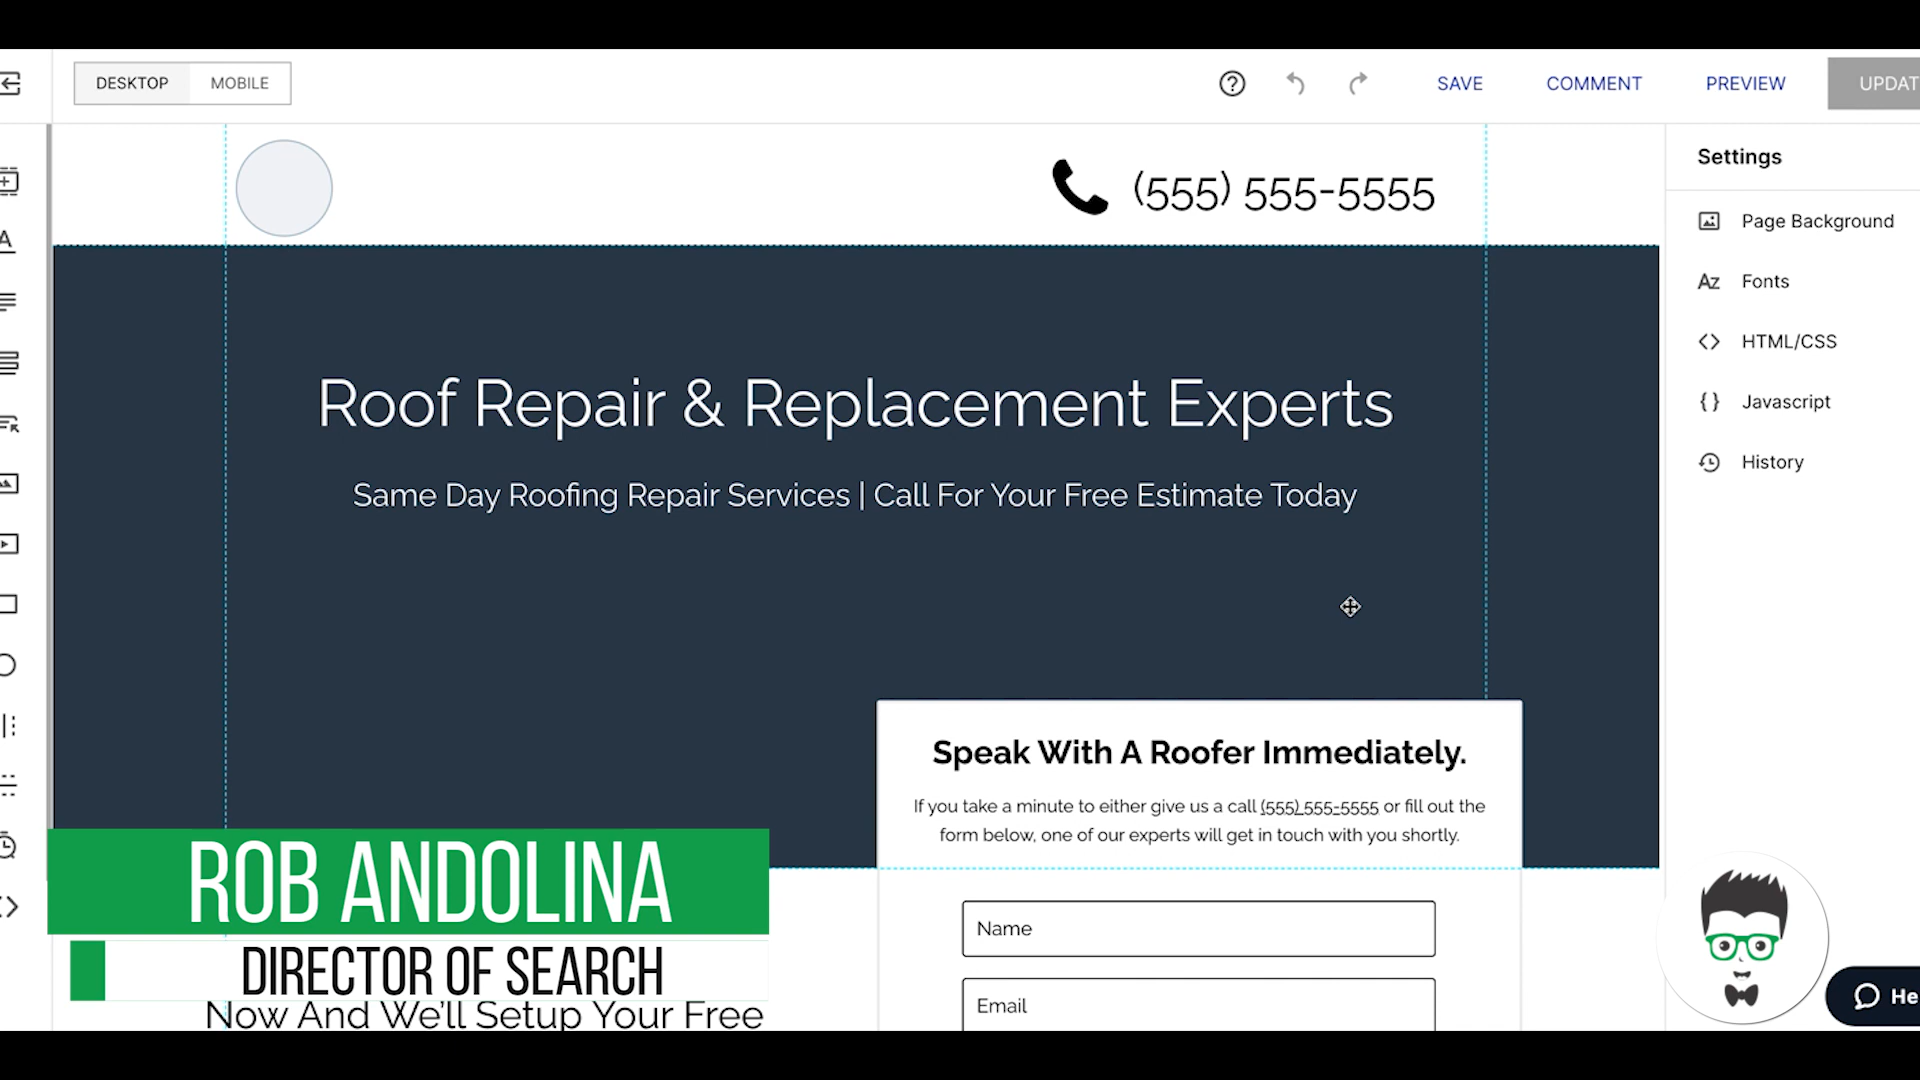 DESKTOP MOBILE
SAVE COMMENT PREVIEW UPDAT
(555) 555-5555
Settings
Page Background
Fonts
HTML/CSS
Javascript
History
Roof Repair & Replacement Experts
Same Day Roofing Repair Services | Call For Your Free Estimate Today
Speak With A Roofer Immediately.
If you take a minute to either give us a call (555) 555-5555 or fill out the
form below, one of our experts will get in touch with you shortly.
Name
Email
ROB ANDOLINA
DIRECTOR OF SEARCH
Now And We'll Setup Your Free
He